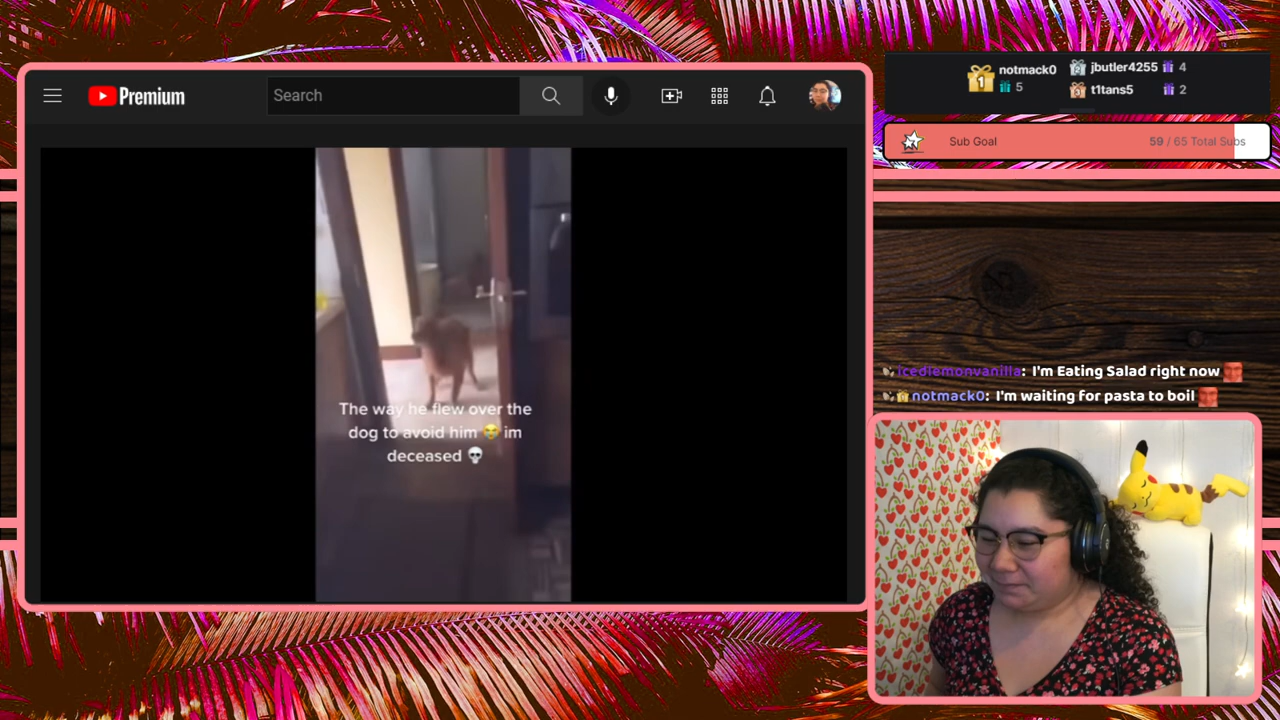 Premium
Search
notmack0
5
jbutler4255 4
t1tans5 2
Sub Goal
59 / 65 Total Subs
The way he flew over the
dog to avoid him 😭 im
deceased 💀
icedlemonvanilla: I'm Eating Salad right now
notmack0: I'm waiting for pasta to boil